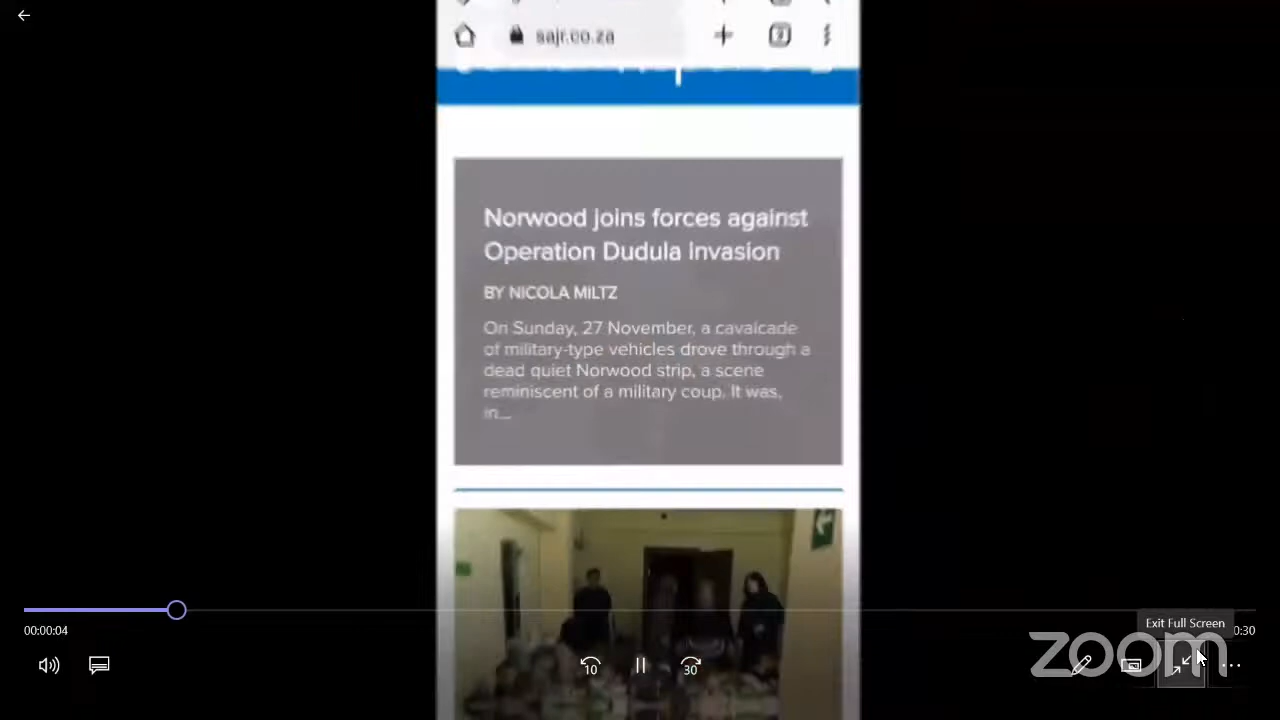 sajr.co.za
2
Norwood joins forces against
Operation Dudula invasion
BY NICOLA MILTZ
On Sunday, 27 November, a cavalcade
of military-type vehicles drove through a
dead quiet Norwood strip, a scene
reminiscent of a military coup. It was,
in...
Exit Full Screen
00:00:04
0:30
10
30
zoom